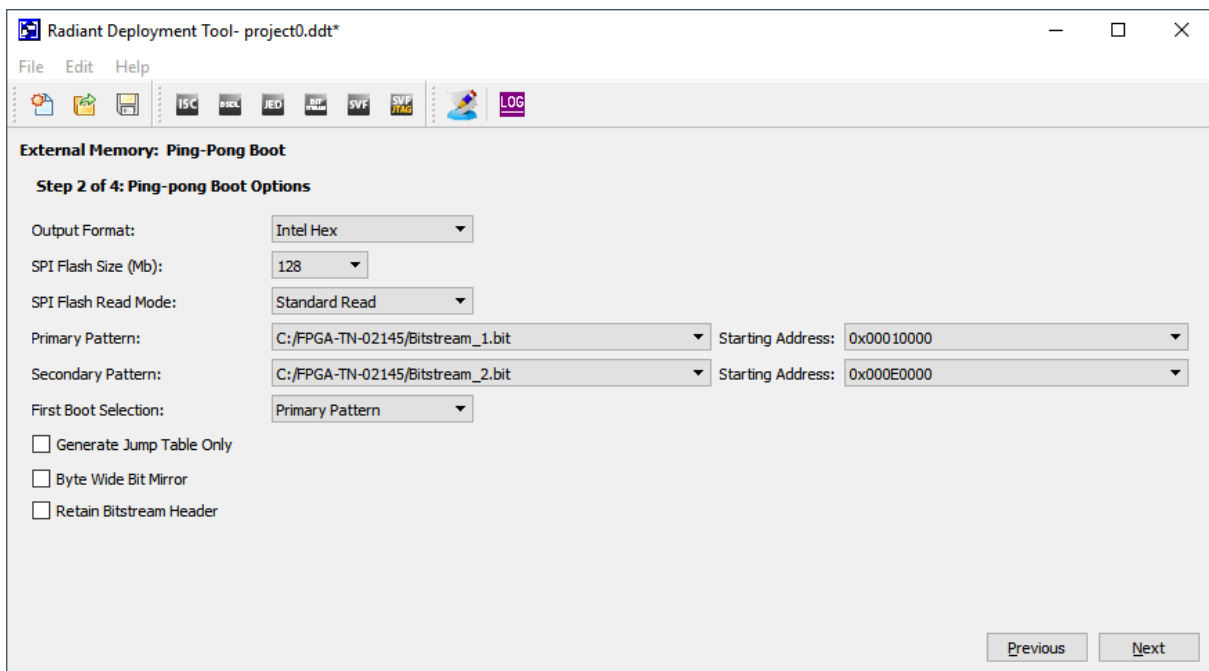 Radiant Deployment Tool- project0.ddt*
File Edit Help
ISC BSDL JED BIT STREAM SVF SVF JTAG LOG
External Memory: Ping-Pong Boot
Step 2 of 4: Ping-pong Boot Options
Output Format: Intel Hex
SPI Flash Size (Mb): 128
SPI Flash Read Mode: Standard Read
Primary Pattern: C:/FPGA-TN-02145/Bitstream_1.bit Starting Address: 0x00010000
Secondary Pattern: C:/FPGA-TN-02145/Bitstream_2.bit Starting Address: 0x000E0000
First Boot Selection: Primary Pattern
Generate Jump Table Only
Byte Wide Bit Mirror
Retain Bitstream Header
Previous Next